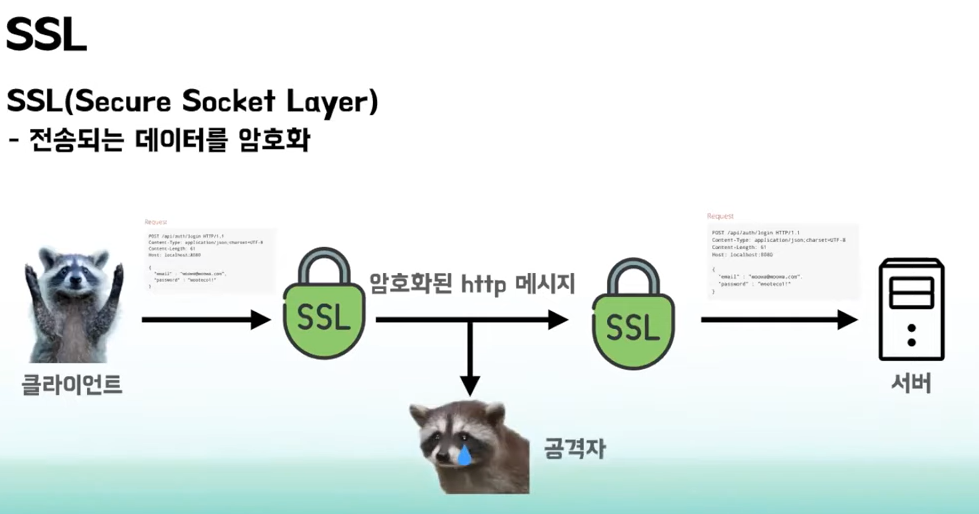 SSL
SSL(Secure Socket Layer)
- 전송되는 데이터를 암호화
Request
POST /api/auth/login HTTP/1.1
Content-Type: application/json;charset=UTF-8
Content-Length: 61
Host: localhost:8080
{
"email" : "woowa@woowa.com",
"password" : "wooteco1!"
}
SSL
암호화된 http 메시지
SSL
Request
POST /api/auth/login HTTP/1.1
Content-Type: application/json;charset=UTF-8
Content-Length: 61
Host: localhost:8080
{
"email" : "woowa@woowa.com",
"password" : "wooteco1!"
}
클라이언트
서버
공격자